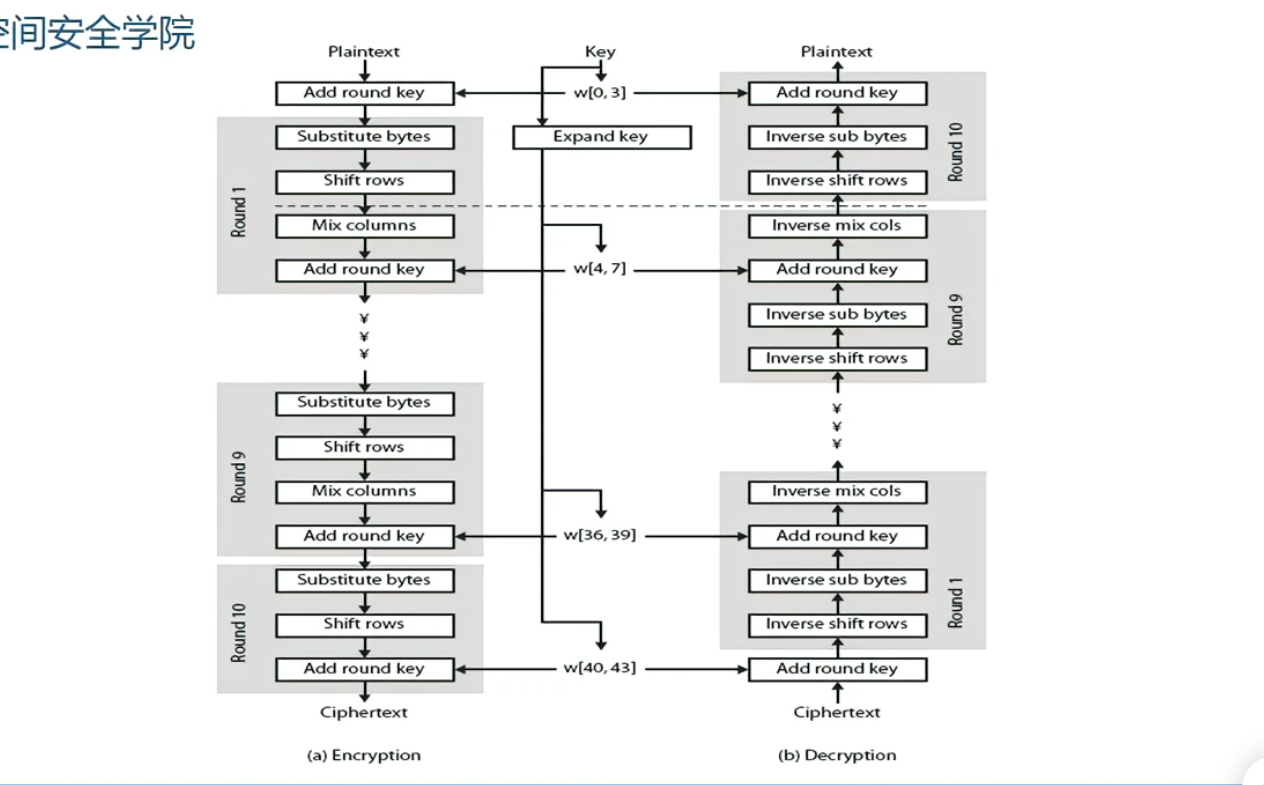 空间安全学院
Plaintext
Key
Plaintext
Add round key
w[0, 3]
Add round key
Substitute bytes
Expand key
Inverse sub bytes
Round 10
Shift rows
Inverse shift rows
Round 1
Mix columns
Inverse mix cols
Add round key
w[4, 7]
Add round key
Inverse sub bytes
Round 9
Inverse shift rows
¥
¥
¥
Substitute bytes
¥
¥
¥
Shift rows
Round 9
Mix columns
Inverse mix cols
Add round key
w[36, 39]
Add round key
Substitute bytes
Inverse sub bytes
Round 1
Shift rows
Inverse shift rows
Round 10
Add round key
w[40, 43]
Add round key
Ciphertext
Ciphertext
(a) Encryption
(b) Decryption